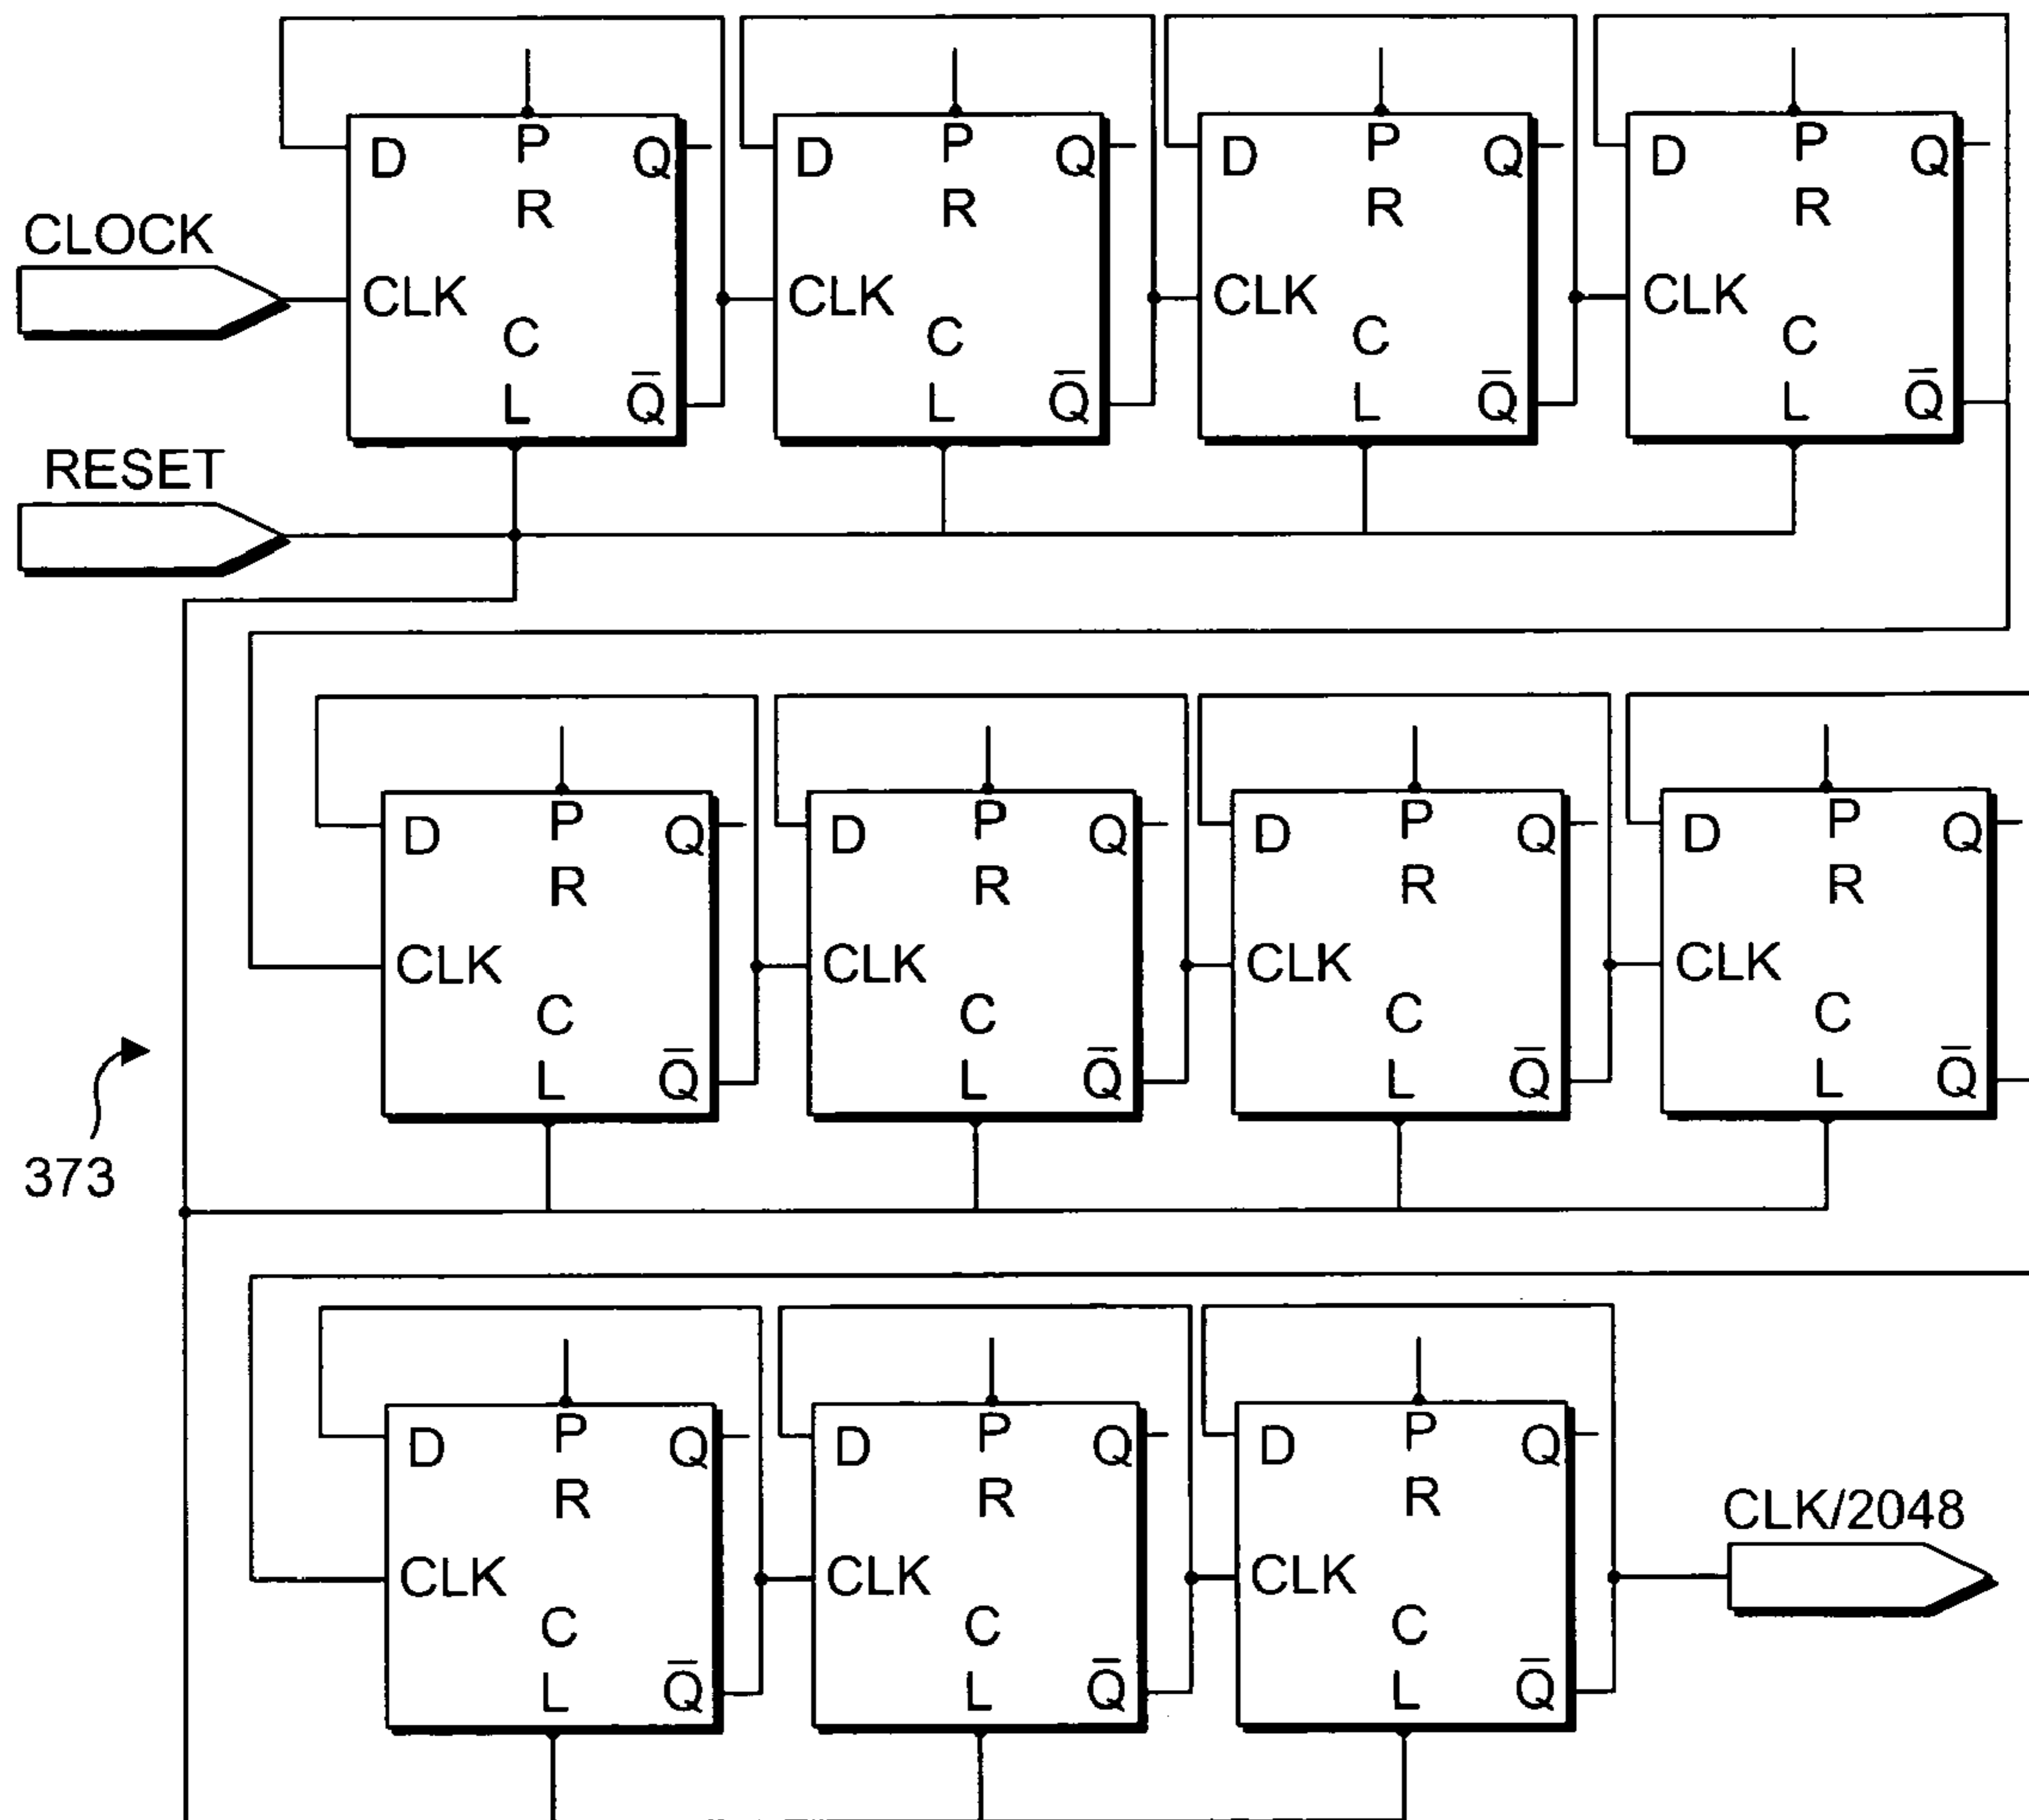 D P Q D P Q D P Q D P Q
R R R R
CLOCK
CLK CLK CLK CLK
C C C C
L Q̅ L Q̅ L Q̅ L Q̅
RESET
D P Q D P Q D P Q D P Q
R R R R
CLK CLK CLK CLK
C C C C
L Q̅ L Q̅ L Q̅ L Q̅
373
D P Q D P Q D P Q
R R R
CLK/2048
CLK CLK CLK
C C C
L Q̅ L Q̅ L Q̅